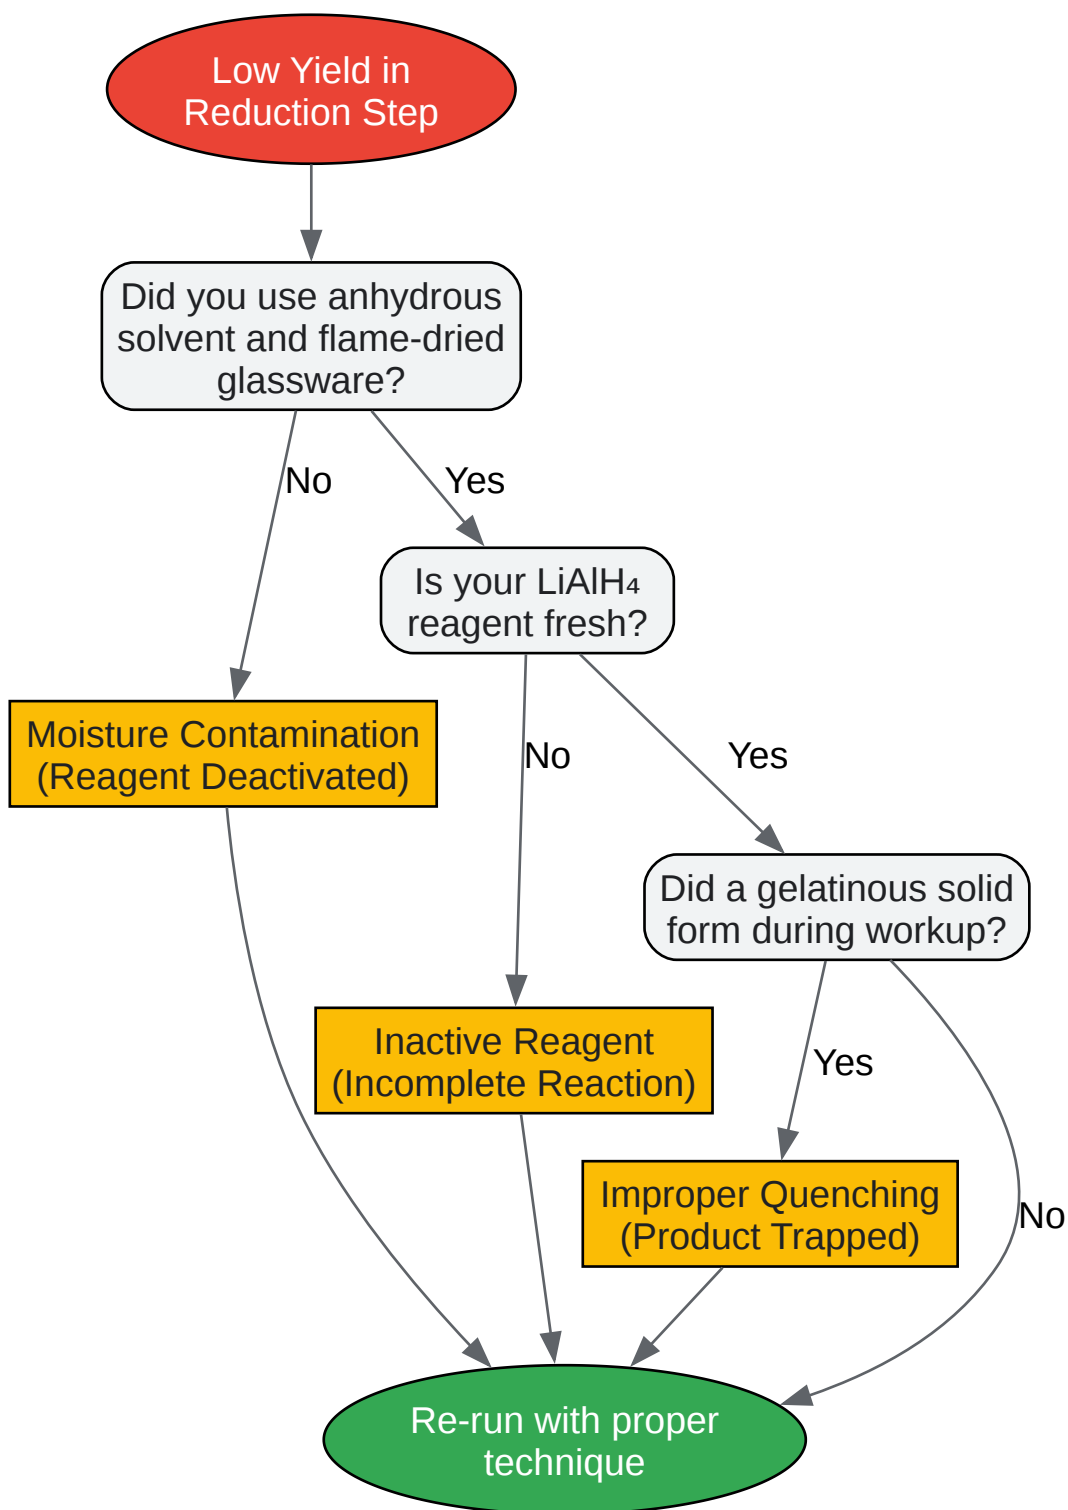 Low Yield in
Reduction Step
Did you use anhydrous
solvent and flame-dried
glassware?
No
Yes
Is your LiAlH₄
reagent fresh?
Moisture Contamination
(Reagent Deactivated)
No
Yes
Did a gelatinous solid
form during workup?
Inactive Reagent
(Incomplete Reaction)
Yes
Improper Quenching
(Product Trapped)
No
Re-run with proper
technique